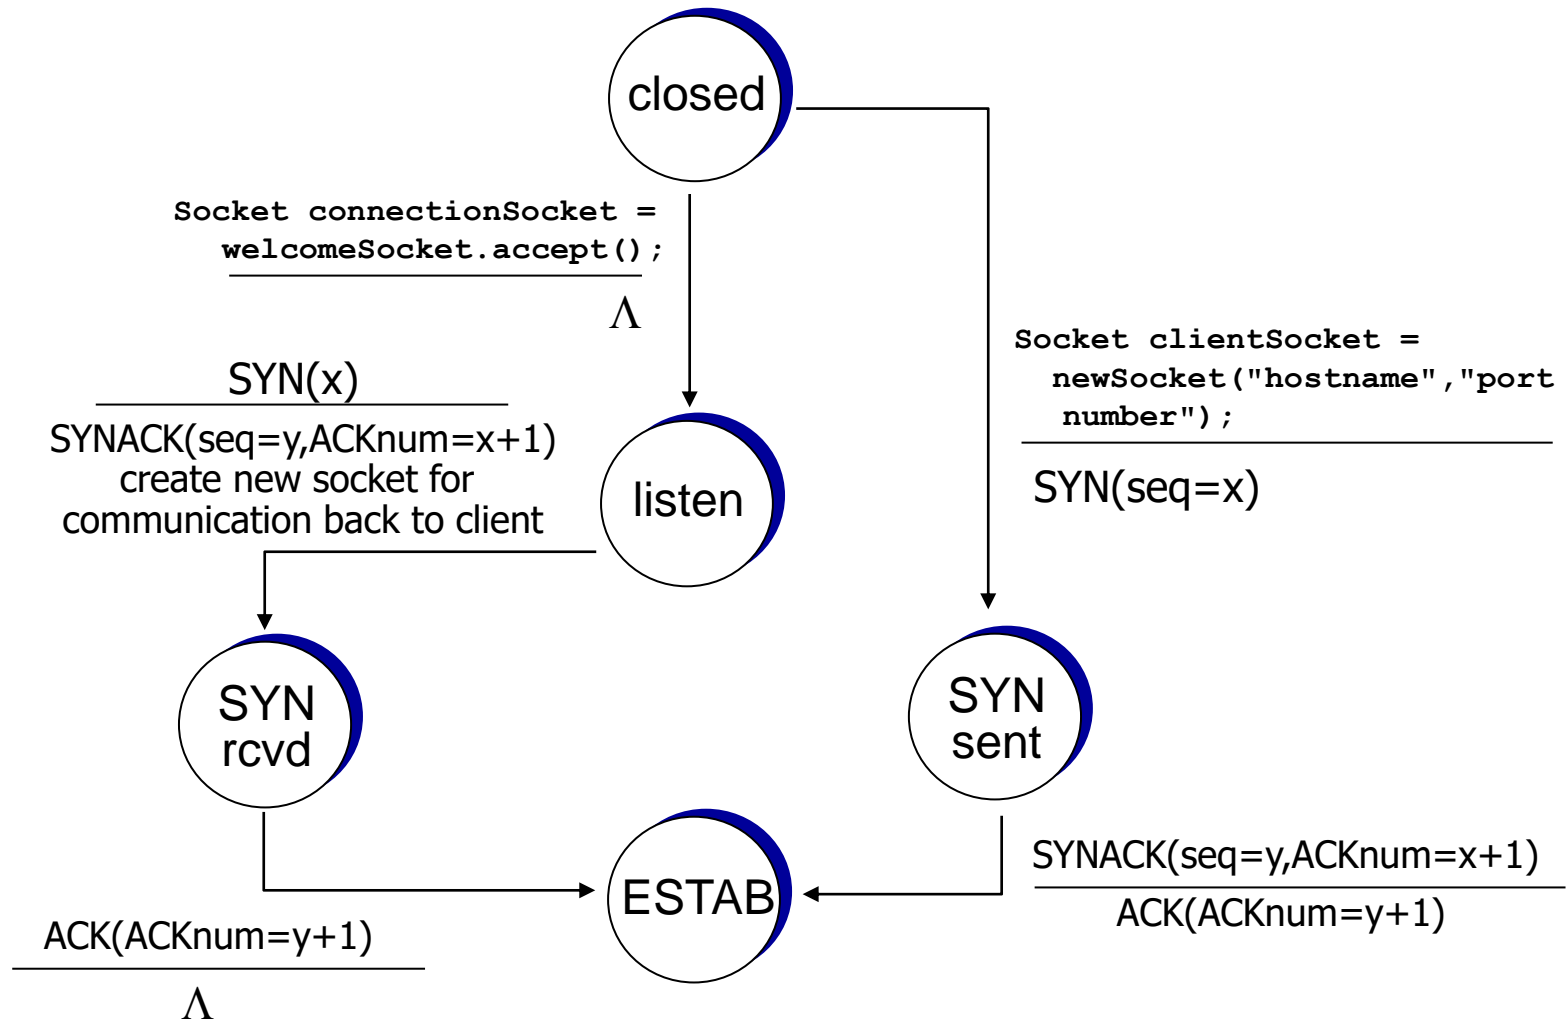 closed
Socket connectionSocket =
welcomeSocket.accept();
Λ
Socket clientSocket =
newSocket("hostname","port
number");
SYN(seq=x)
SYN(x)
SYNACK(seq=y,ACKnum=x+1)
create new socket for
communication back to client
listen
SYN
rcvd
SYN
sent
ESTAB
SYNACK(seq=y,ACKnum=x+1)
ACK(ACKnum=y+1)
ACK(ACKnum=y+1)
Λ